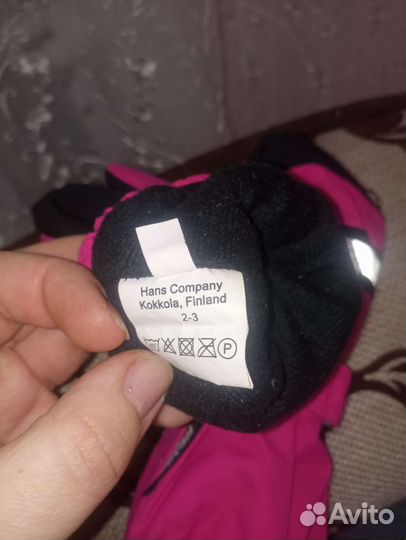 Hans Company
Kokkola, Finland
2-3
P
Avito